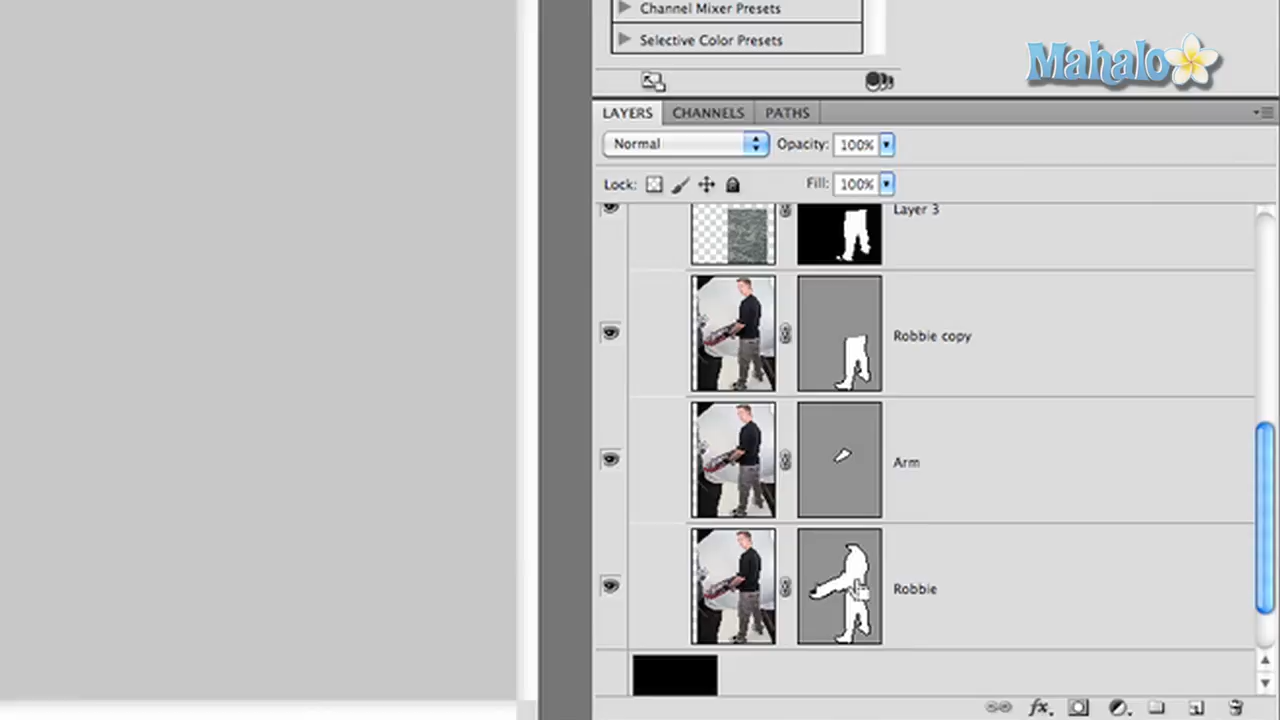 Channel Mixer Presets
Selective Color Presets
Mahalo
LAYERS CHANNELS PATHS
Normal Opacity: 100%
Lock: Fill: 100%
Layer 3
Robbie copy
Arm
Robbie
fx